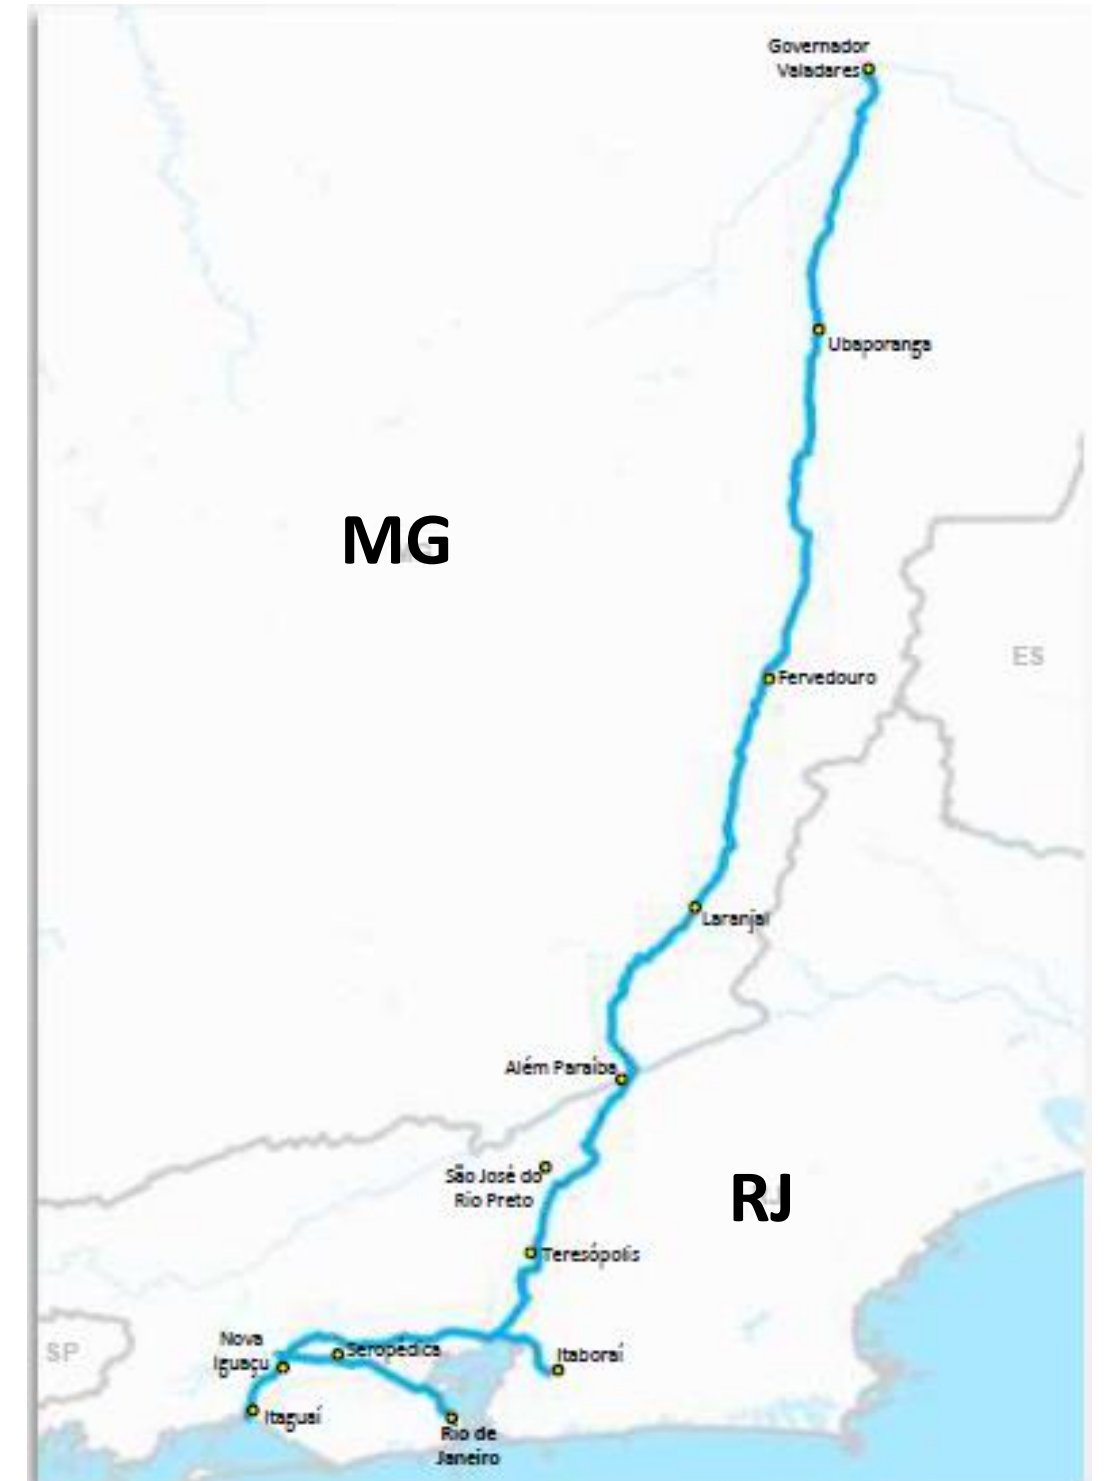 Governador
Valadares
Ubaporanga
MG
ES
Fervedouro
Laranjal
Além Paraíba
São José do
Rio Preto
RJ
Teresópolis
Nova
Iguaçu
Seropédica
SP
Itaboraí
Itaguaí
Rio de
Janeiro